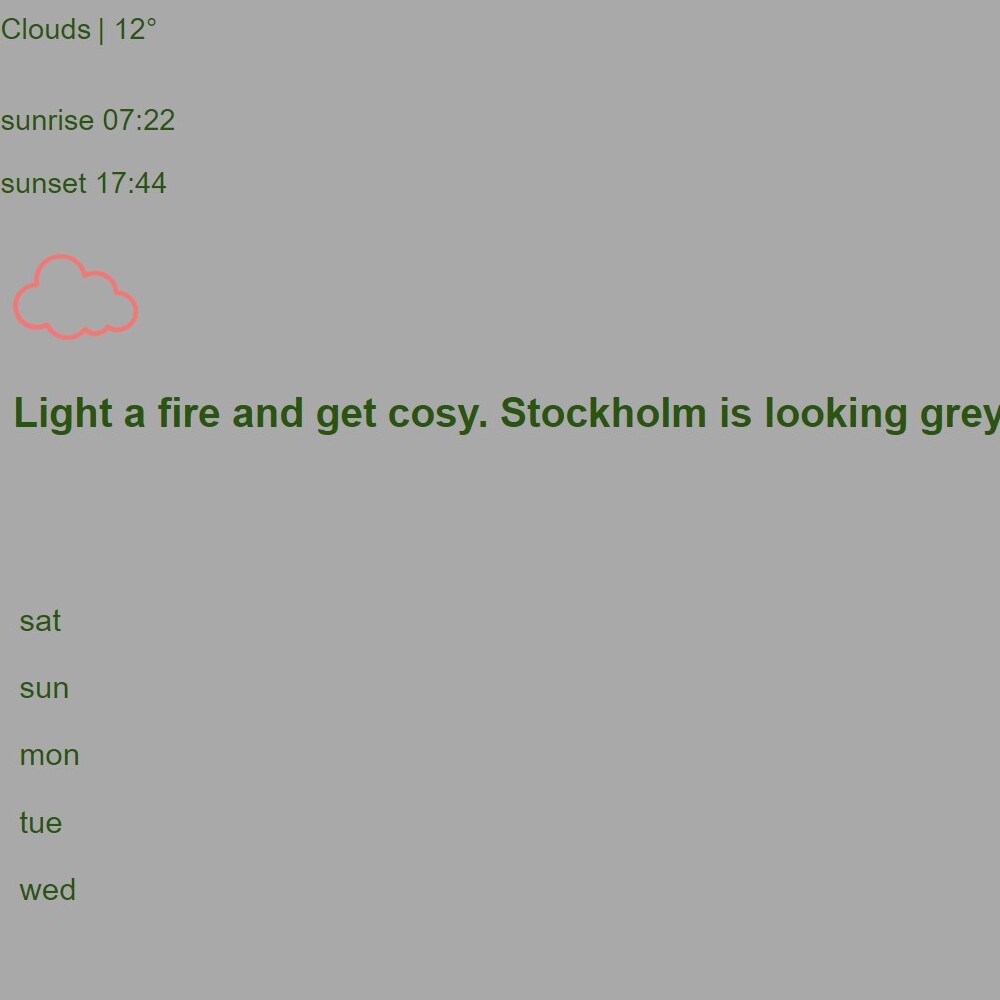 Clouds | 12°
sunrise 07:22
sunset 17:44
Light a fire and get cosy. Stockholm is looking grey
sat
sun
mon
tue
wed